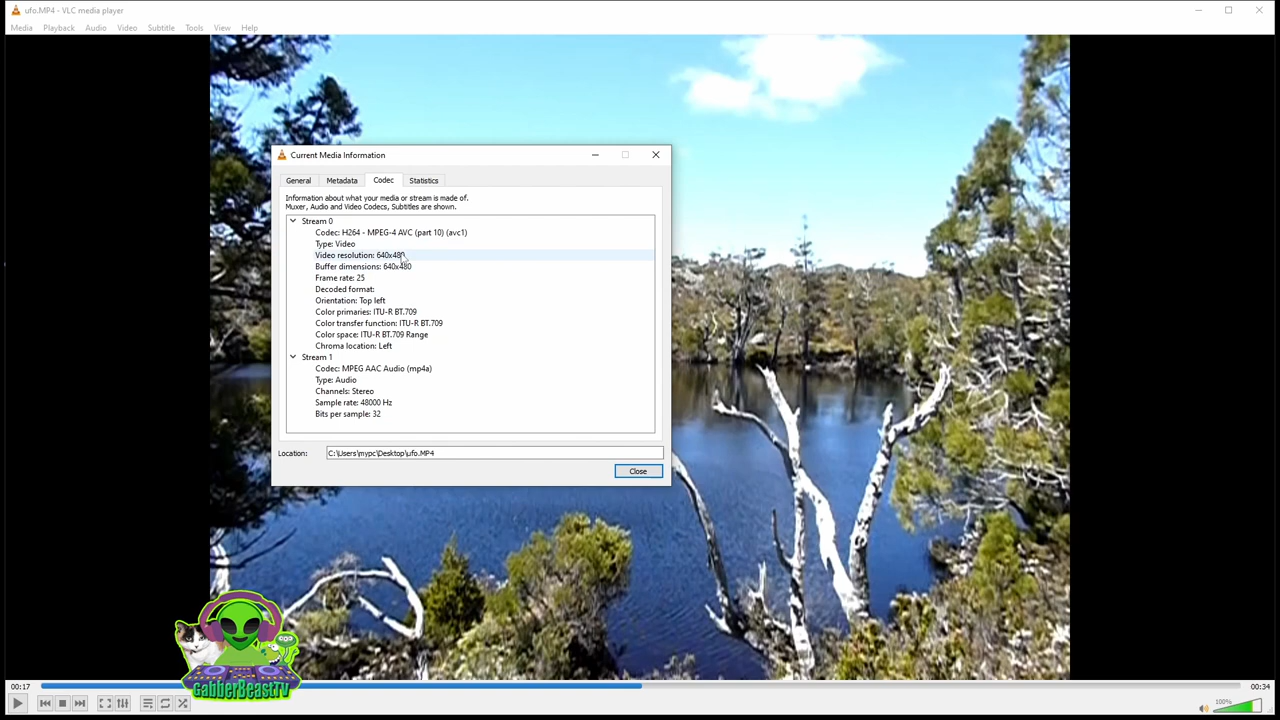 ufo.MP4 - VLC media player
Media Playback Audio Video Subtitle Tools View Help
Current Media Information
General Metadata Codec Statistics
Information about what your media or stream is made of.
Muxer, Audio and Video Codecs, Subtitles are shown.
Stream 0
Codec: H264 - MPEG-4 AVC (part 10) (avc1)
Type: Video
Video resolution: 640x480
Buffer dimensions: 640x480
Frame rate: 25
Decoded format:
Orientation: Top left
Color primaries: ITU-R BT.709
Color transfer function: ITU-R BT.709
Color space: ITU-R BT.709 Range
Chroma location: Left
Stream 1
Codec: MPEG AAC Audio (mp4a)
Type: Audio
Channels: Stereo
Sample rate: 48000 Hz
Bits per sample: 32
Location: C:\Users\mypc\Desktop\ufo.MP4
Close
GabberBeastTV
00:17 00:34
100%